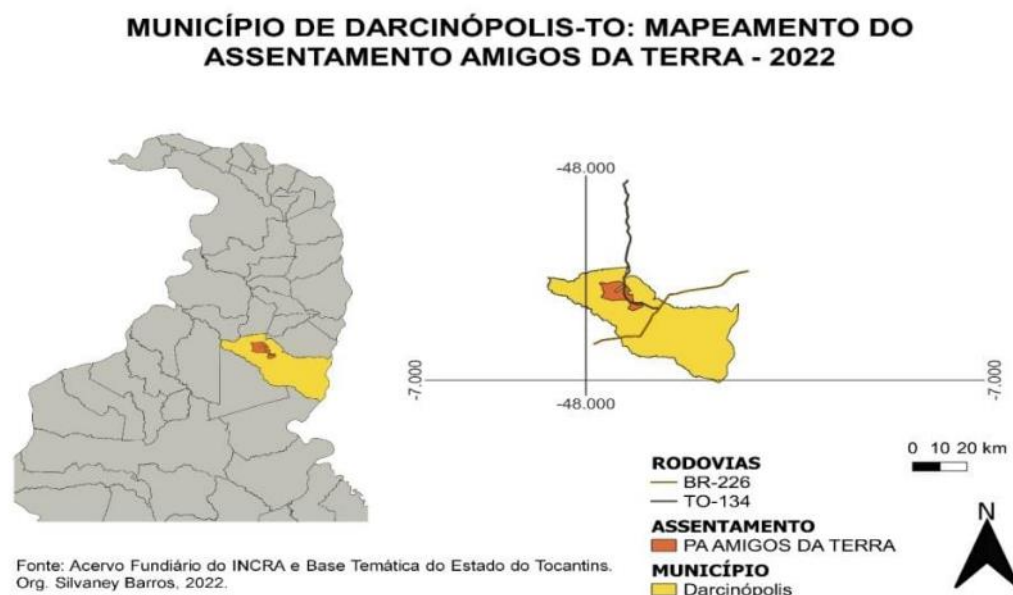 MUNICÍPIO DE DARCINÓPOLIS-TO: MAPEAMENTO DO
ASSENTAMENTO AMIGOS DA TERRA - 2022
-48.000
-7.000
-7.000
-48.000
0 10 20 km
RODOVIAS
BR-226
TO-134
ASSENTAMENTO
PA AMIGOS DA TERRA
MUNICÍPIO
Darcinópolis
N
Fonte: Acervo Fundiário do INCRA e Base Temática do Estado do Tocantins.
Org. Silvaney Barros, 2022.